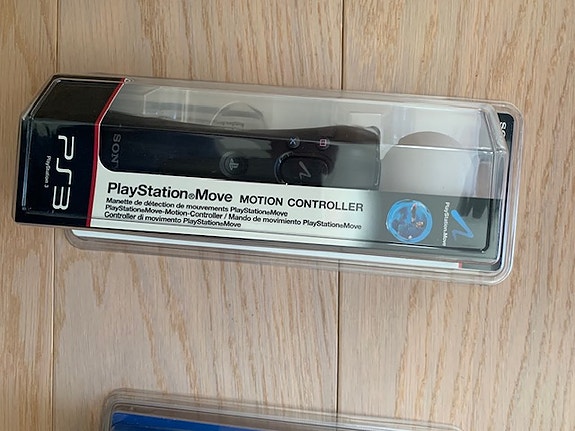 PS3
PlayStation 3
SONY
PlayStation®Move MOTION CONTROLLER
Manette de détection de mouvements PlayStation®Move
PlayStation®Move-Motion-Controller / Mando de movimiento PlayStation®Move
Controller di movimento PlayStation®Move
PlayStation®Move